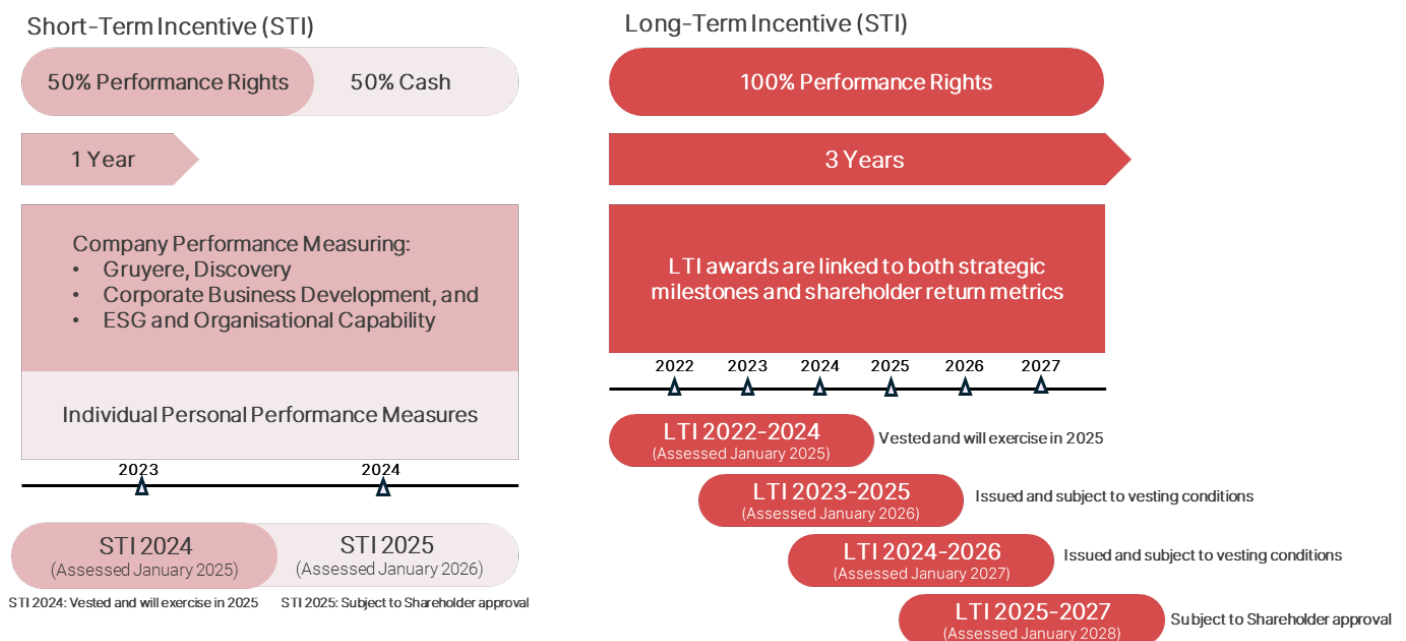 Short-Term Incentive (STI)
50% Performance Rights
50% Cash
1 Year
Company Performance Measuring:
• Gruyere, Discovery
• Corporate Business Development, and
• ESG and Organisational Capability
Individual Personal Performance Measures
2023
2024
STI 2024
(Assessed January 2025)
STI 2025
(Assessed January 2026)
STI 2024: Vested and will exercise in 2025
STI 2025: Subject to Shareholder approval
Long-Term Incentive (STI)
100% Performance Rights
3 Years
LTI awards are linked to both strategic
milestones and shareholder return metrics
2022
2023
2024
2025
2026
2027
LTI 2022-2024
(Assessed January 2025)
Vested and will exercise in 2025
LTI 2023-2025
(Assessed January 2026)
Issued and subject to vesting conditions
LTI 2024-2026
(Assessed January 2027)
Issued and subject to vesting conditions
LTI 2025-2027
(Assessed January 2028)
Subject to Shareholder approval